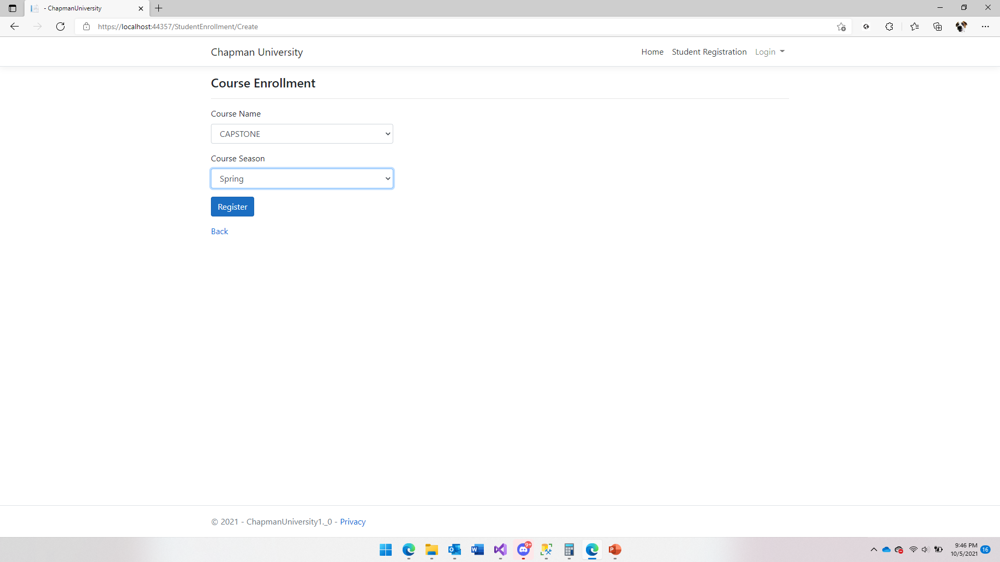 - ChapmanUniversity
https://localhost:44357/StudentEnrollment/Create
Chapman University
Home Student Registration Login
Course Enrollment
Course Name
CAPSTONE
Course Season
Spring
Register
Back
© 2021 - ChapmanUniversity1._0 - Privacy
9+
9:46 PM
10/5/2021
16